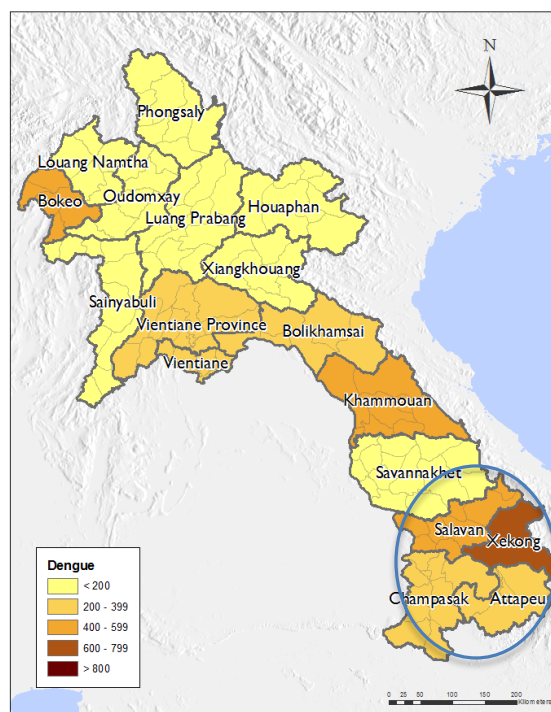 N
Phongsaly
Louang Namtha
Bokeo
Oudomxay
Luang Prabang
Houaphan
Xiangkhouang
Sainyabuli
Vientiane Province
Bolikhamsai
Vientiane
Khammouan
Savannakhet
Salavan
Xekong
Champasak
Attapeu
Dengue
< 200
200 - 399
400 - 599
600 - 799
> 800
0 25 50 100 150 200
Kilometers